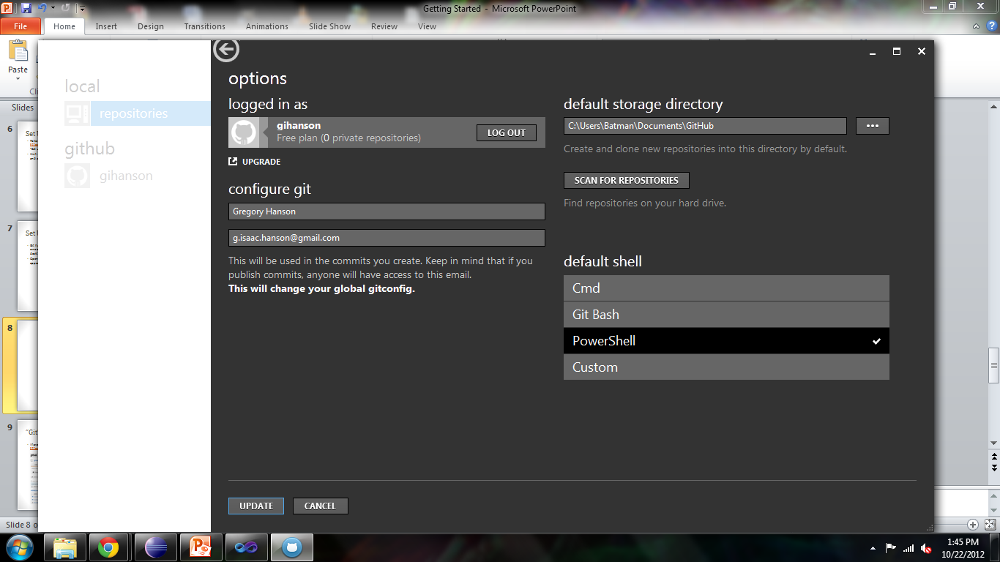 Getting Started - Microsoft PowerPoint
File Home Insert Design Transitions Animations Slide Show Review View
Paste
Slides
6
7
8
9
Slide 8 o
local
repositories
github
gihanson
options
logged in as
gihanson
Free plan (0 private repositories)
LOG OUT
UPGRADE
configure git
Gregory Hanson
g.isaac.hanson@gmail.com
This will be used in the commits you create. Keep in mind that if you
publish commits, anyone will have access to this email.
This will change your global gitconfig.
default storage directory
C:\Users\Batman\Documents\GitHub
Create and clone new repositories into this directory by default.
SCAN FOR REPOSITORIES
Find repositories on your hard drive.
default shell
Cmd
Git Bash
PowerShell
Custom
UPDATE CANCEL
1:45 PM
10/22/2012